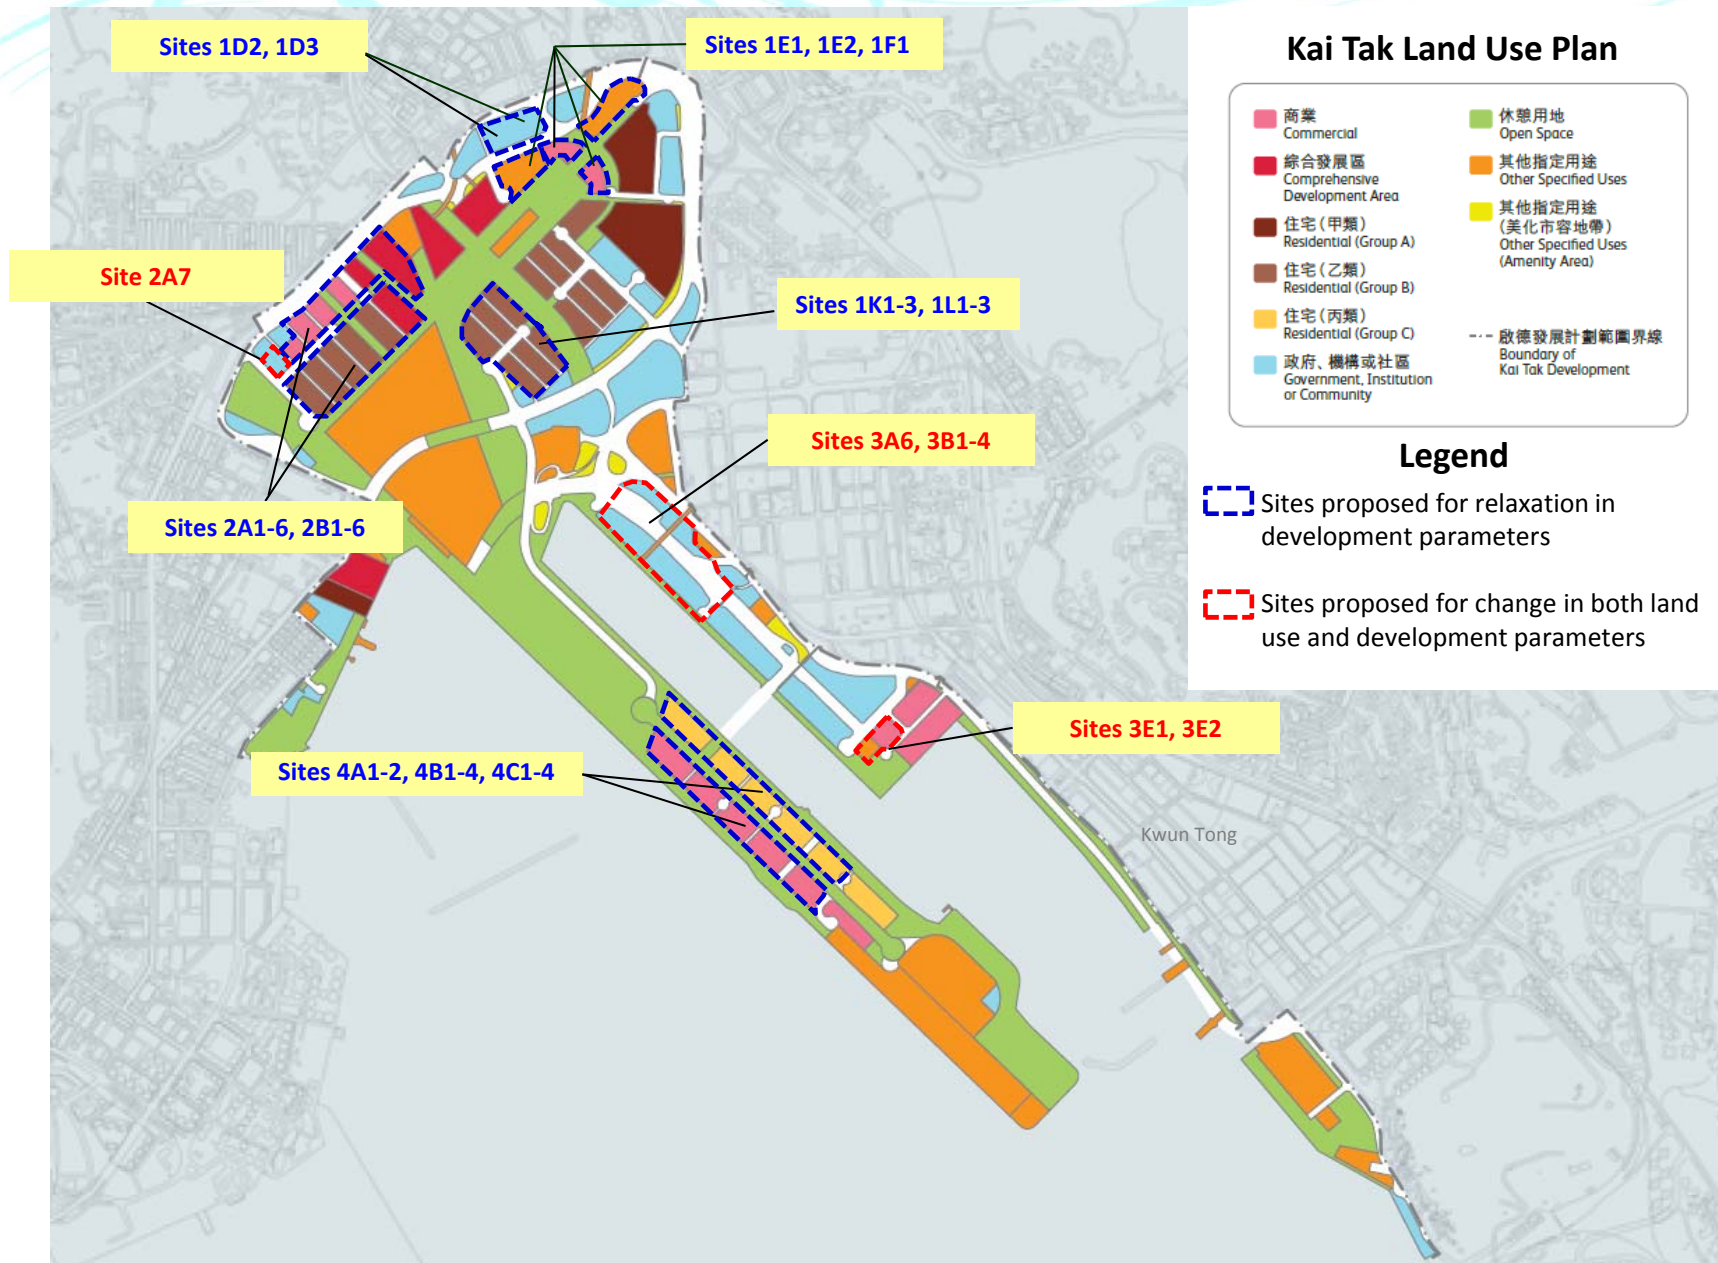 Sites 1D2, 1D3
Sites 1E1, 1E2, 1F1
Site 2A7
Sites 1K1-3, 1L1-3
Sites 3A6, 3B1-4
Sites 2A1-6, 2B1-6
Sites 3E1, 3E2
Sites 4A1-2, 4B1-4, 4C1-4
Kwun Tong
Kai Tak Land Use Plan
商業
Commercial
綜合發展區
Comprehensive
Development Area
住宅(甲類)
Residential (Group A)
住宅(乙類)
Residential (Group B)
住宅(丙類)
Residential (Group C)
政府、機構或社區
Government, Institution
or Community
休憩用地
Open Space
其他指定用途
Other Specified Uses
其他指定用途
(美化市容地帶)
Other Specified Uses
(Amenity Area)
啟德發展計劃範圍界線
Boundary of
Kai Tak Development
Legend
Sites proposed for relaxation in
development parameters
Sites proposed for change in both land
use and development parameters